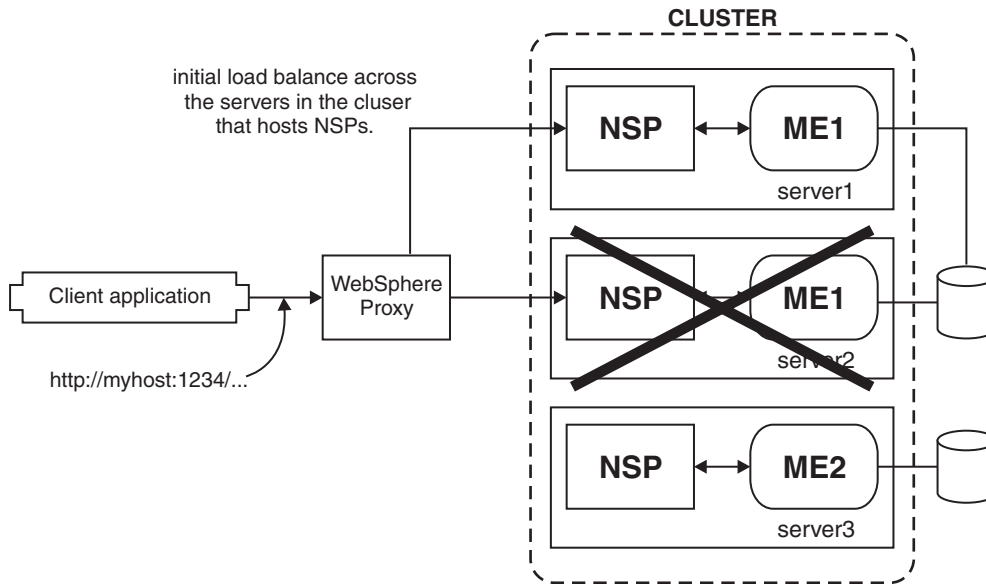 CLUSTER
initial load balance across
the servers in the cluser
that hosts NSPs.
NSP
ME1
server1
Client application
WebSphere
Proxy
NSP
ME1
server2
http://myhost:1234/...
NSP
ME2
server3